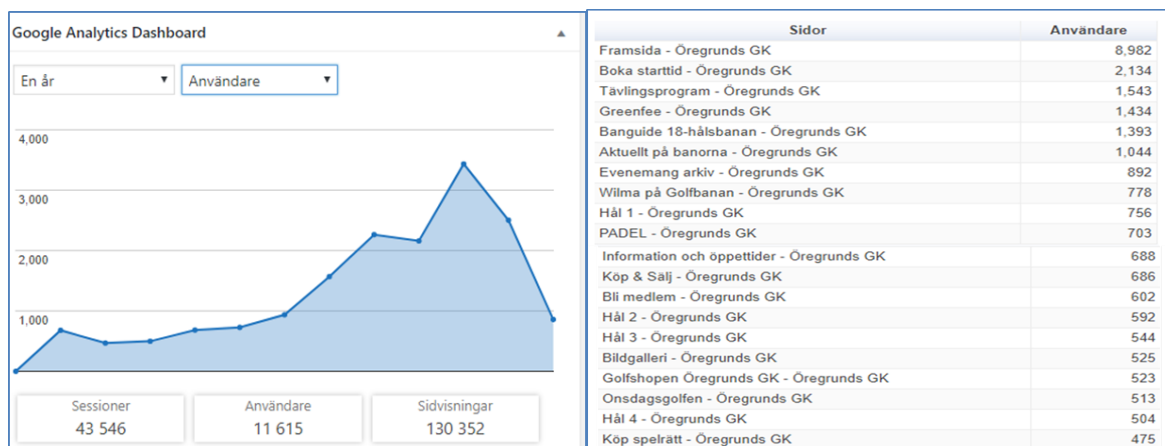 Google Analytics Dashboard
En år
Användare
4,000
3,000
2,000
1,000
Sessioner
43 546
Användare
11 615
Sidvisningar
130 352
Sidor Användare
Framsida - Öregrunds GK 8,982
Boka starttid - Öregrunds GK 2,134
Tävlingsprogram - Öregrunds GK 1,543
Greenfee - Öregrunds GK 1,434
Banguide 18-hålsbanan - Öregrunds GK 1,393
Aktuellt på banorna - Öregrunds GK 1,044
Evenemang arkiv - Öregrunds GK 892
Wilma på Golfbanan - Öregrunds GK 778
Hål 1 - Öregrunds GK 756
PADEL - Öregrunds GK 703
Information och öppettider - Öregrunds GK 688
Köp & Sälj - Öregrunds GK 686
Bli medlem - Öregrunds GK 602
Hål 2 - Öregrunds GK 592
Hål 3 - Öregrunds GK 544
Bildgalleri - Öregrunds GK 525
Golfshopen Öregrunds GK - Öregrunds GK 523
Onsdagsgolfen - Öregrunds GK 513
Hål 4 - Öregrunds GK 504
Köp spelrätt - Öregrunds GK 475